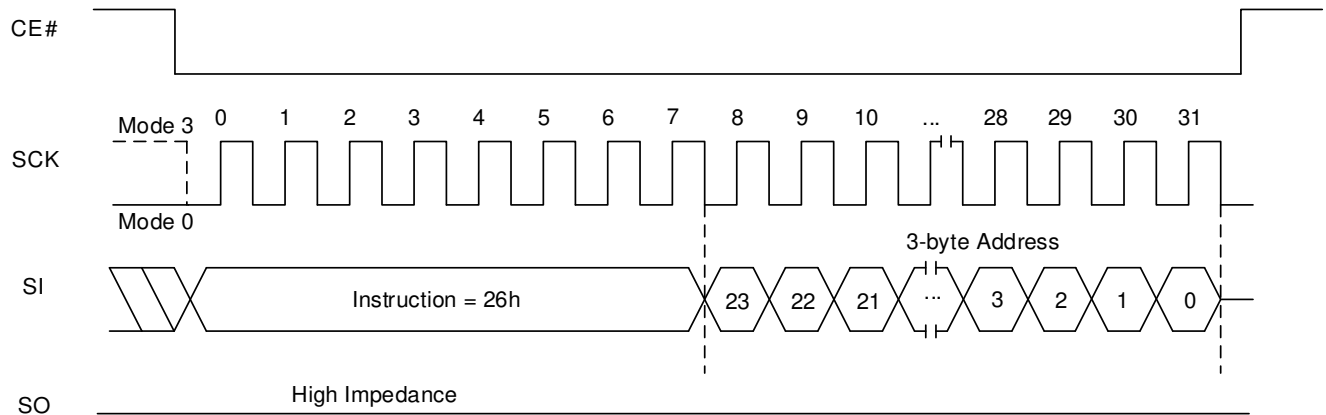 CE#
Mode 3 0 1 2 3 4 5 6 7 8 9 10 ... 28 29 30 31
SCK
Mode 0
3-byte Address
SI Instruction = 26h 23 22 21 ... 3 2 1 0
High Impedance
SO